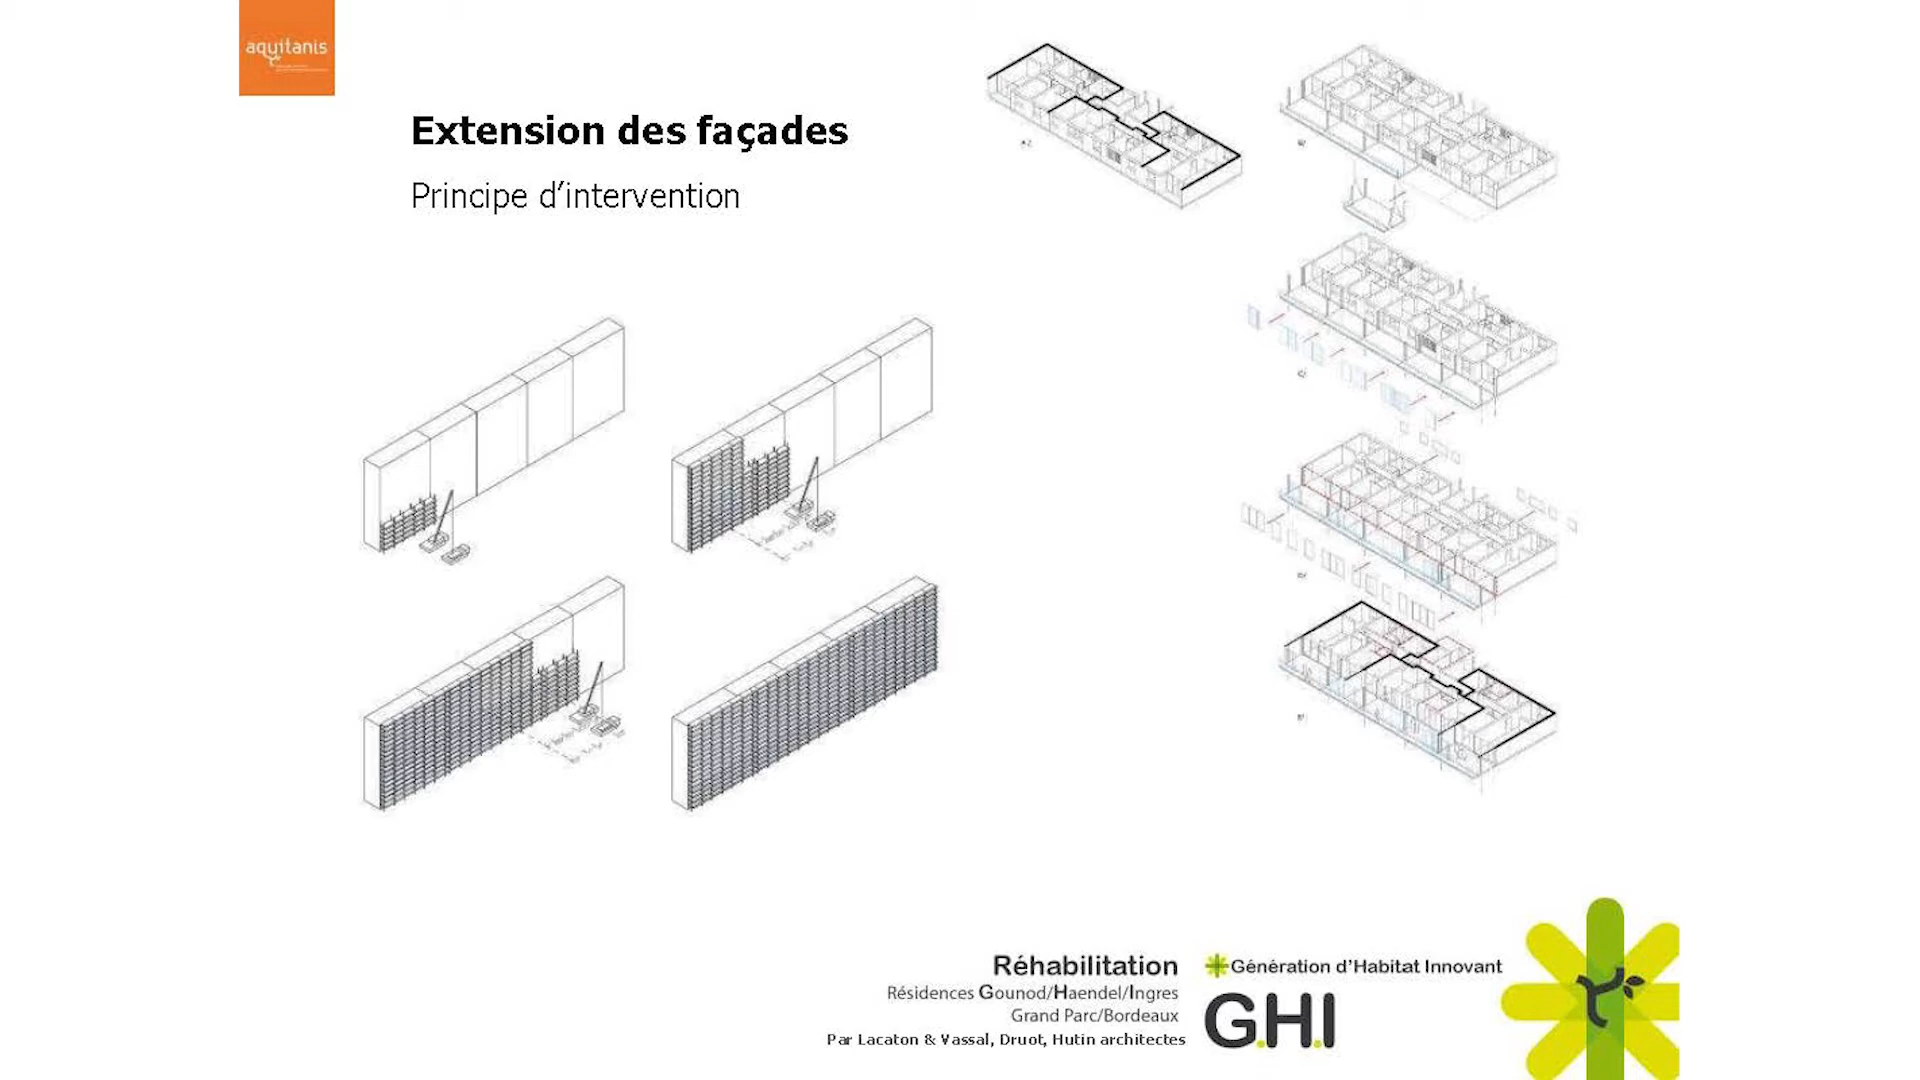 aquitanis
Extension des façades
Principe d’intervention
Réhabilitation
Résidences Gounod/Haendel/Ingres
Grand Parc/Bordeaux
Par Lacaton & Vassal, Druot, Hutin architectes
Génération d’Habitat Innovant
G.H.I